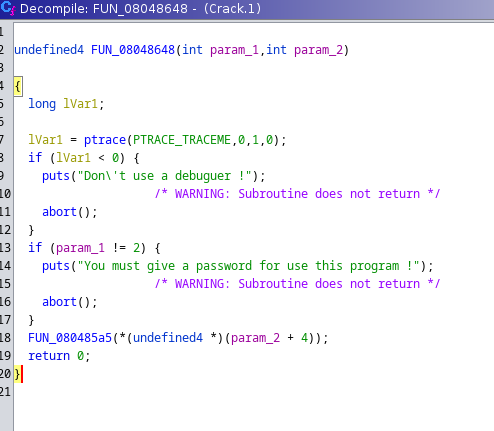 Decompile: FUN_08048648 - (Crack.1)
1
2 undefined4 FUN_08048648(int param_1,int param_2)
3
4 {
5 long lVar1;
6
7 lVar1 = ptrace(PTRACE_TRACEME,0,1,0);
8 if (lVar1 < 0) {
9 puts("Don\'t use a debuguer !");
10 /* WARNING: Subroutine does not return */
11 abort();
12 }
13 if (param_1 != 2) {
14 puts("You must give a password for use this program !");
15 /* WARNING: Subroutine does not return */
16 abort();
17 }
18 FUN_080485a5(*(undefined4 *)(param_2 + 4));
19 return 0;
20 }
21